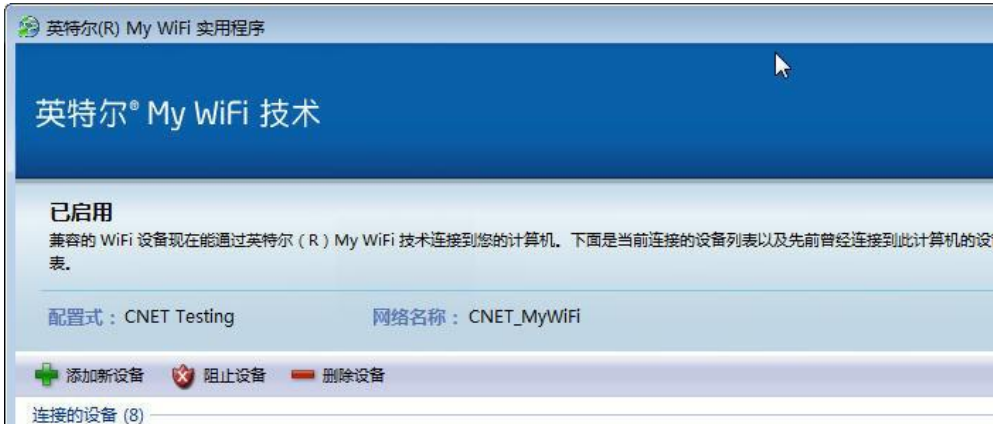 英特尔(R) My WiFi 实用程序
英特尔® My WiFi 技术
已启用
兼容的 WiFi 设备现在能通过英特尔（R）My WiFi 技术连接到您的计算机。下面是当前连接的设备列表以及先前曾经连接到此计算机的设
表。
配置式： CNET Testing 网络名称： CNET_MyWiFi
添加新设备 阻止设备 删除设备
连接的设备 (8)